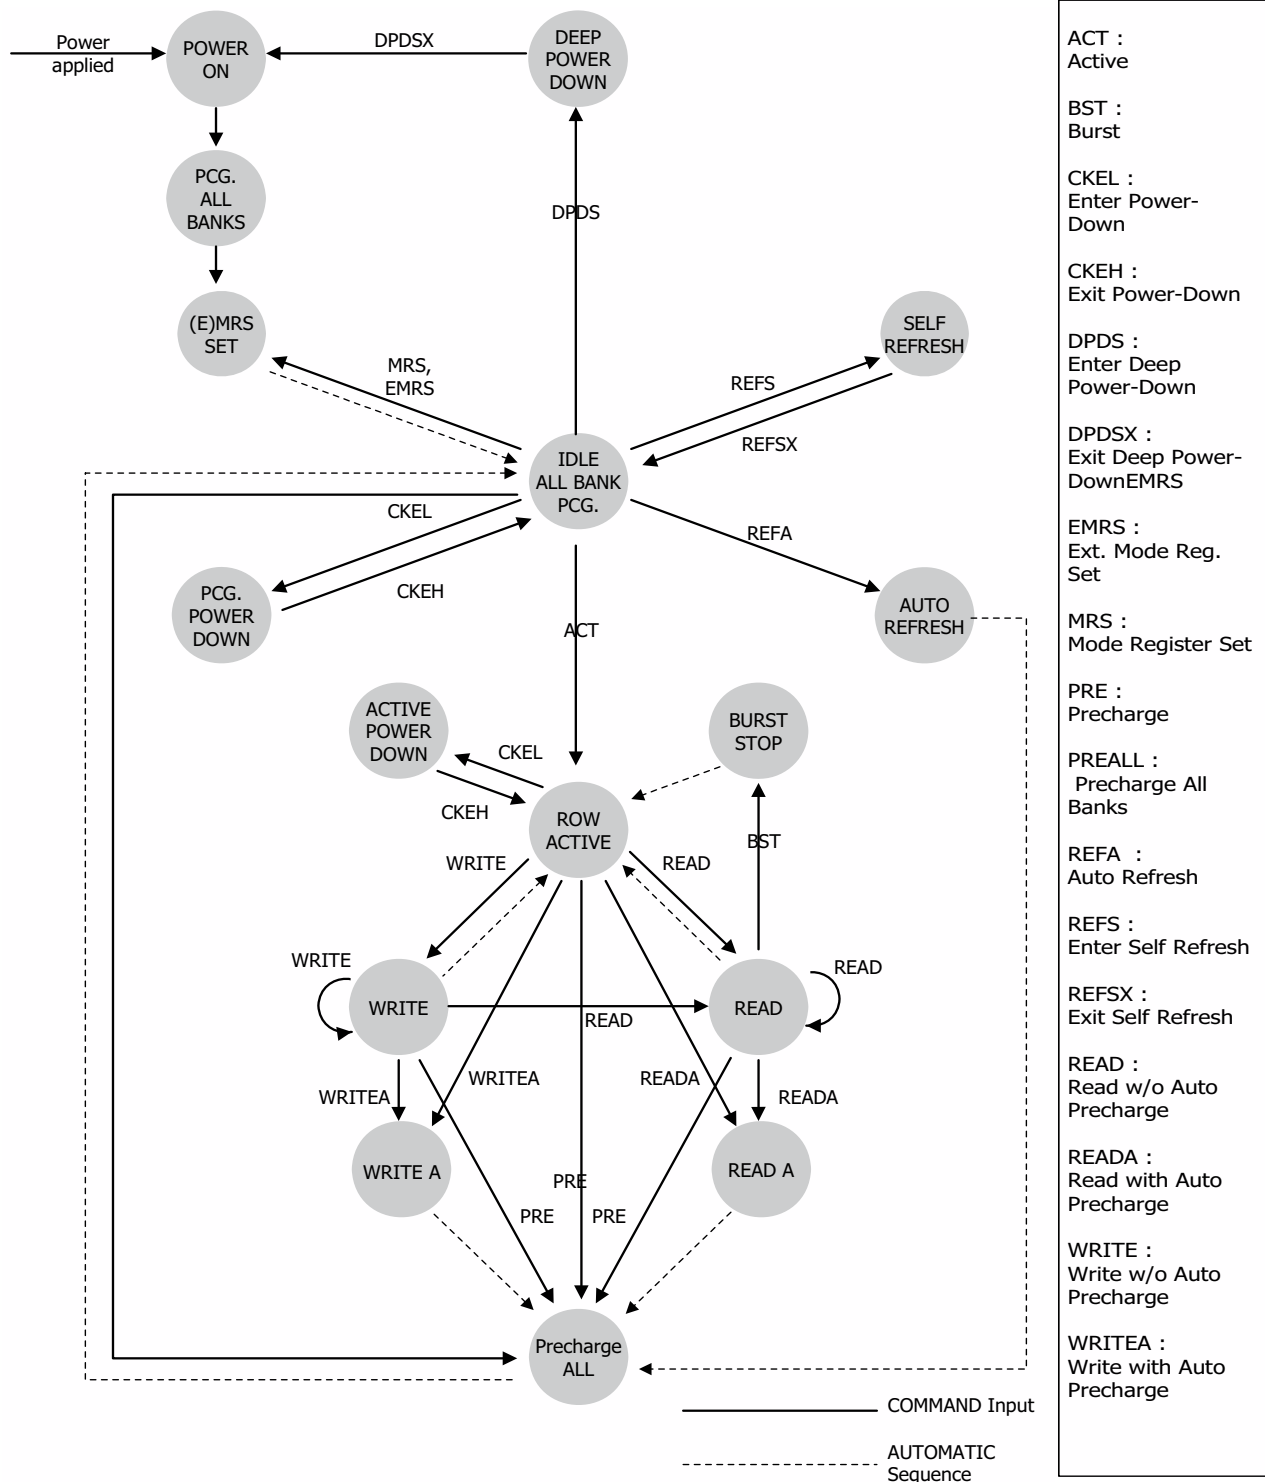 Power
applied
POWER
ON
DPDSX
DEEP
POWER
DOWN
PCG.
ALL
BANKS
DPDS
(E)MRS
SET
MRS,
EMRS
SELF
REFRESH
REFS
REFSX
IDLE
ALL BANK
PCG.
CKEL
REFA
CKEH
PCG.
POWER
DOWN
ACT
AUTO
REFRESH
ACTIVE
POWER
DOWN
CKEL
CKEH
BURST
STOP
ROW
ACTIVE
BST
WRITE
READ
WRITE
READ
WRITE
READ
READ
WRITEA
WRITEA
READA
READA
WRITE A
READ A
PRE
PRE
PRE
Precharge
ALL
COMMAND Input
AUTOMATIC
Sequence
ACT :
Active
BST :
Burst
CKEL :
Enter Power-
Down
CKEH :
Exit Power-Down
DPDS :
Enter Deep
Power-Down
DPDSX :
Exit Deep Power-
DownEMRS
EMRS :
Ext. Mode Reg.
Set
MRS :
Mode Register Set
PRE :
Precharge
PREALL :
Precharge All
Banks
REFA :
Auto Refresh
REFS :
Enter Self Refresh
REFSX :
Exit Self Refresh
READ :
Read w/o Auto
Precharge
READA :
Read with Auto
Precharge
WRITE :
Write w/o Auto
Precharge
WRITEA :
Write with Auto
Precharge